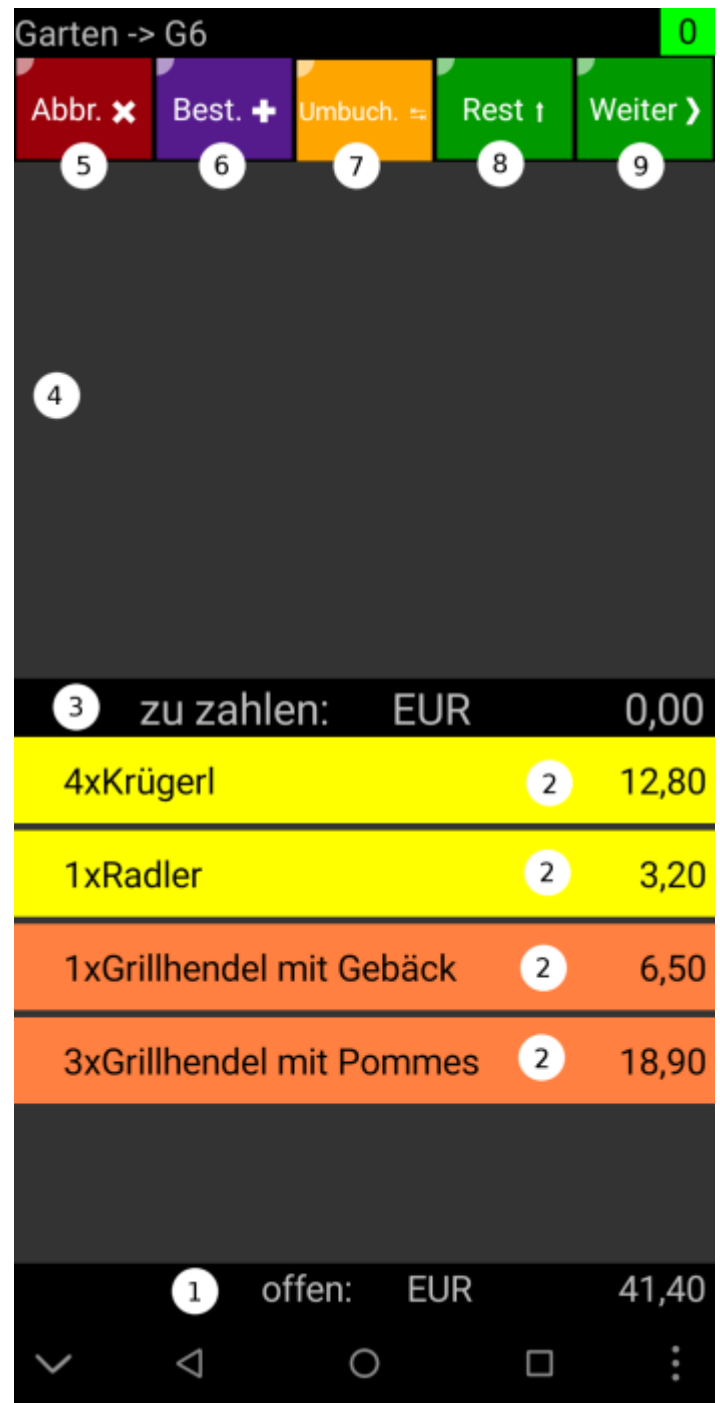 Garten -> G6 0
Abbr. ✖ Best. ✚ Umbuch. ⇆ Rest ↑ Weiter ❯
5 6 7 8 9
4
3 zu zahlen: EUR 0,00
4xKrügerl 2 12,80
1xRadler 2 3,20
1xGrillhendel mit Gebäck 2 6,50
3xGrillhendel mit Pommes 2 18,90
1 offen: EUR 41,40